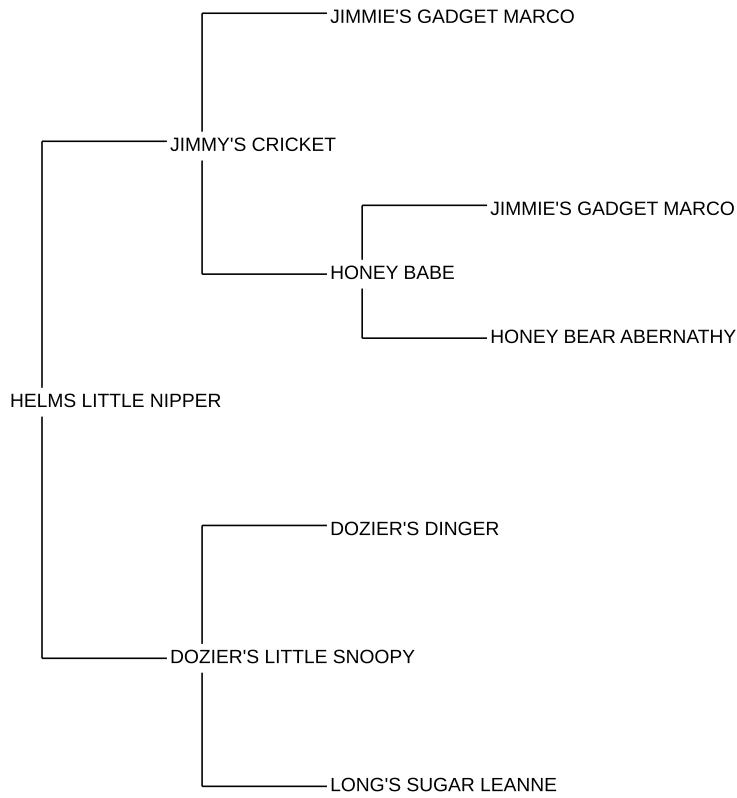 JIMMIE'S GADGET MARCO
JIMMY'S CRICKET
JIMMIE'S GADGET MARCO
HONEY BABE
HONEY BEAR ABERNATHY
HELMS LITTLE NIPPER
DOZIER'S DINGER
DOZIER'S LITTLE SNOOPY
LONG'S SUGAR LEANNE